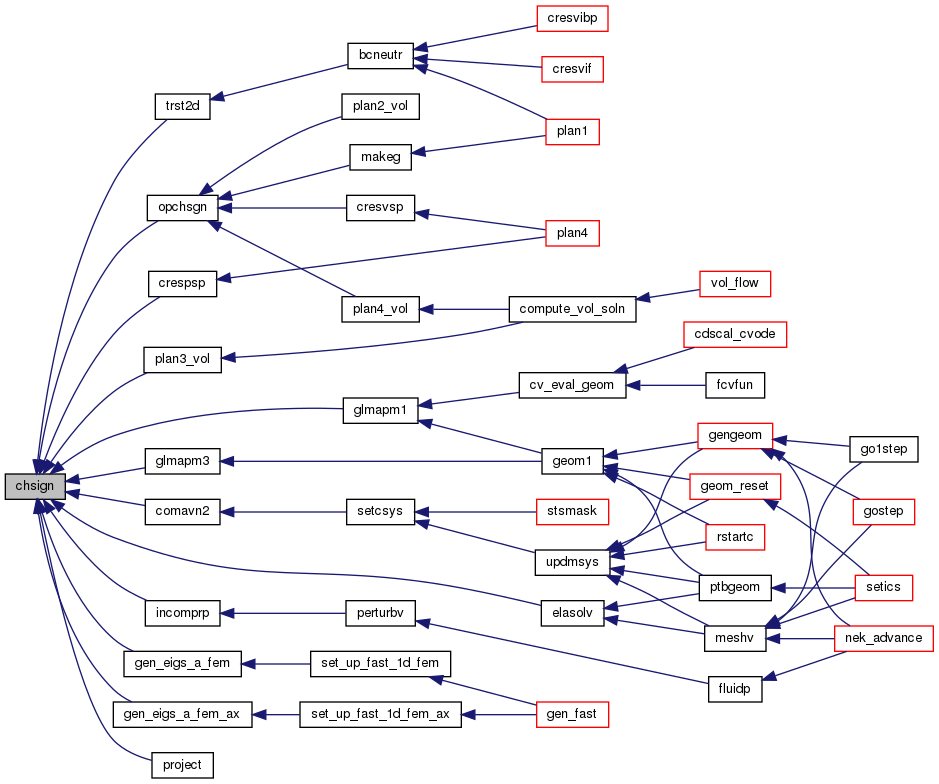 cresvibp
bcneutr
cresvif
trst2d
plan2_vol
plan1
makeg
opchsgn
cresvsp
plan4
crespsp
vol_flow
plan4_vol
compute_vol_soln
cdscal_cvode
plan3_vol
cv_eval_geom
fcvfun
glmapm1
gengeom
go1step
glmapm3
geom1
chsign
geom_reset
comavn2
setcsys
stsmask
gostep
rstartc
updmsys
ptbgeom
setics
incomprp
perturbv
elasolv
meshv
nek_advance
gen_eigs_a_fem
set_up_fast_1d_fem
fluidp
gen_eigs_a_fem_ax
set_up_fast_1d_fem_ax
gen_fast
project